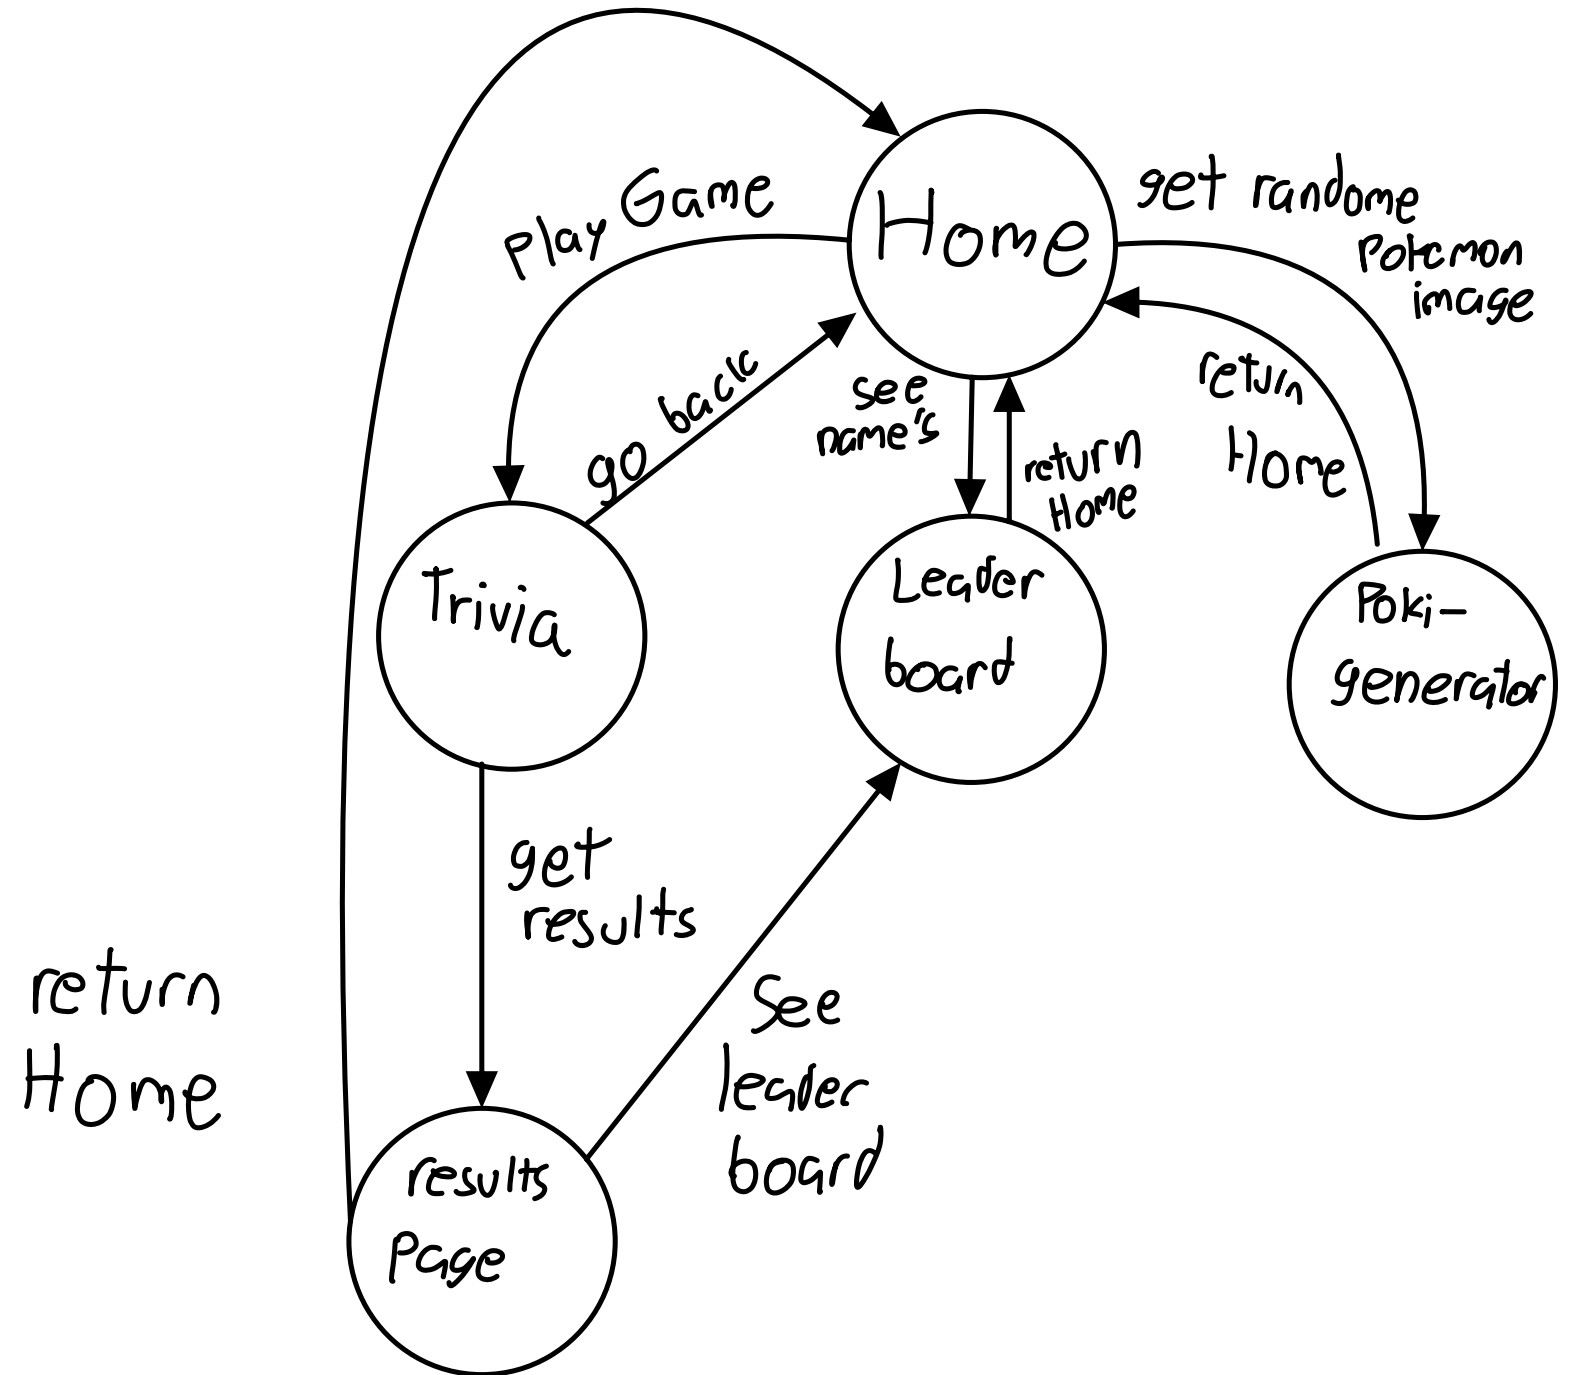 Play Game
Home
get randome
Pokemon
image
go back
see
name's
return
Home
return
Home
Trivia
Leader
board
Poki-
generator
get
results
return
Home
See
leader
board
results
Page